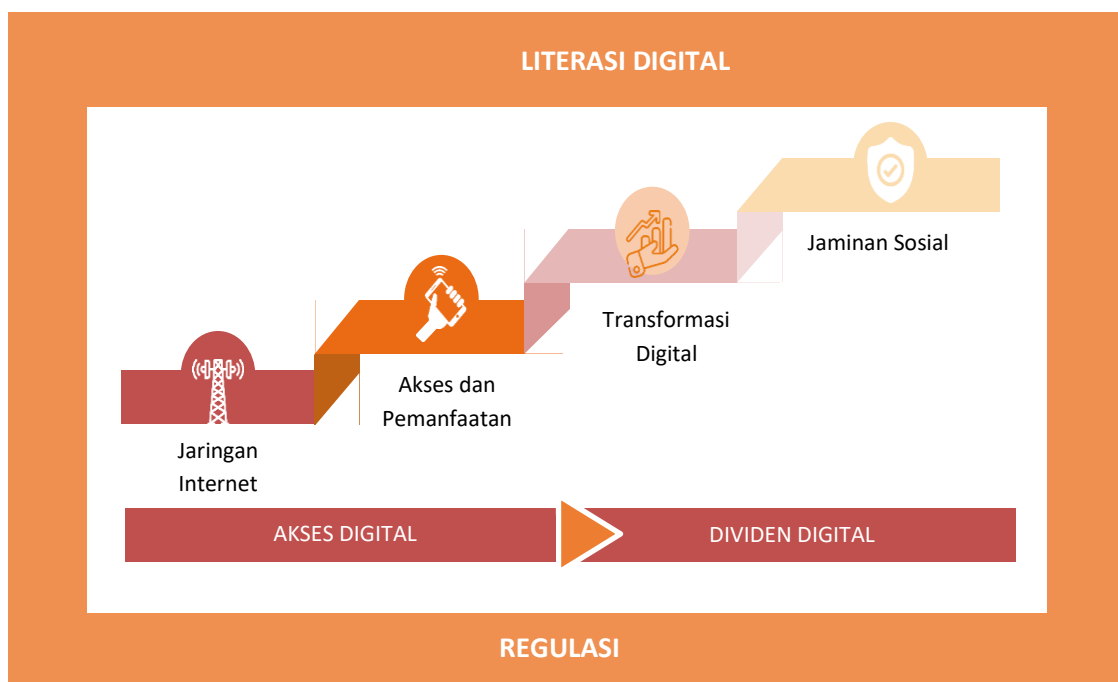 LITERASI DIGITAL
Jaminan Sosial
Transformasi
Digital
Akses dan
Pemanfaatan
Jaringan
Internet
AKSES DIGITAL
DIVIDEN DIGITAL
REGULASI